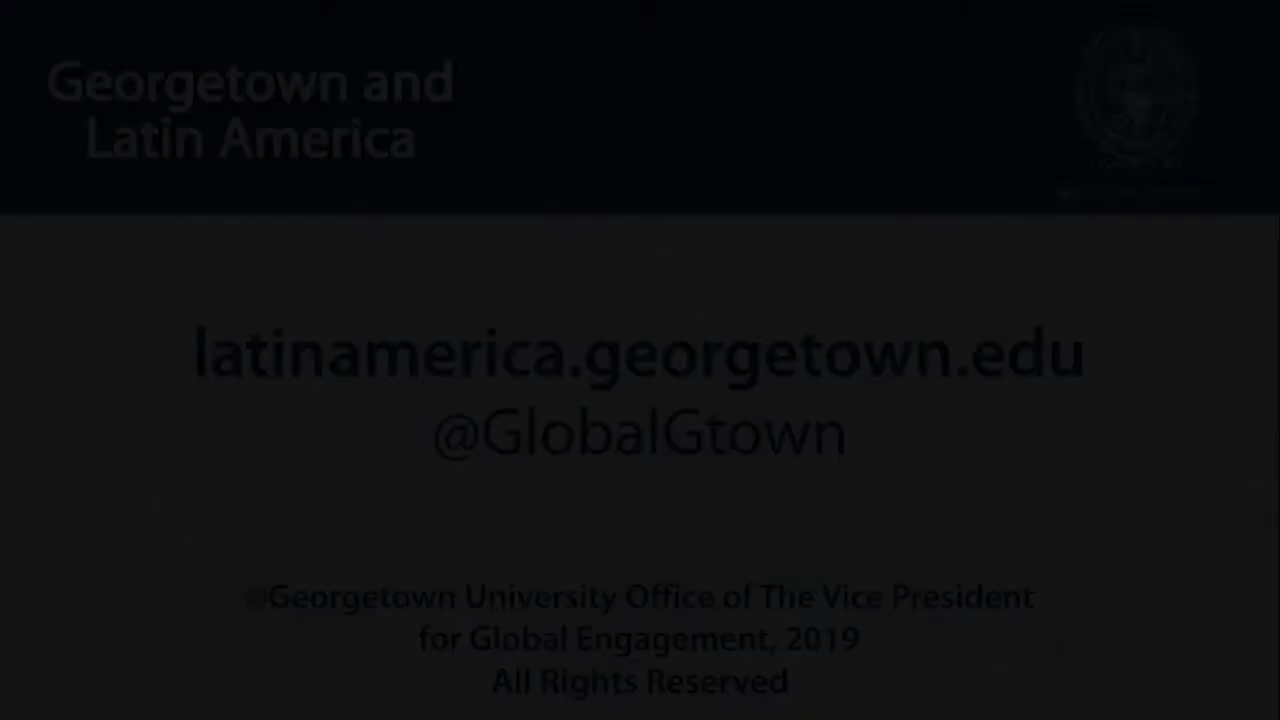 Georgetown and
Latin America
latinamerica.georgetown.edu
@GlobalGtown
©Georgetown University Office of The Vice President
for Global Engagement, 2019
All Rights Reserved